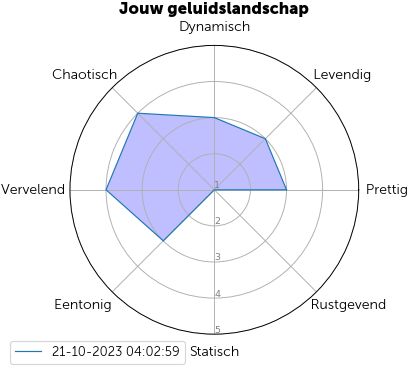 Jouw geluidslandschap
Dynamisch
Chaotisch
Levendig
Vervelend
Prettig
1
2
3
4
5
Eentonig
Rustgevend
Statisch
21-10-2023 04:02:59